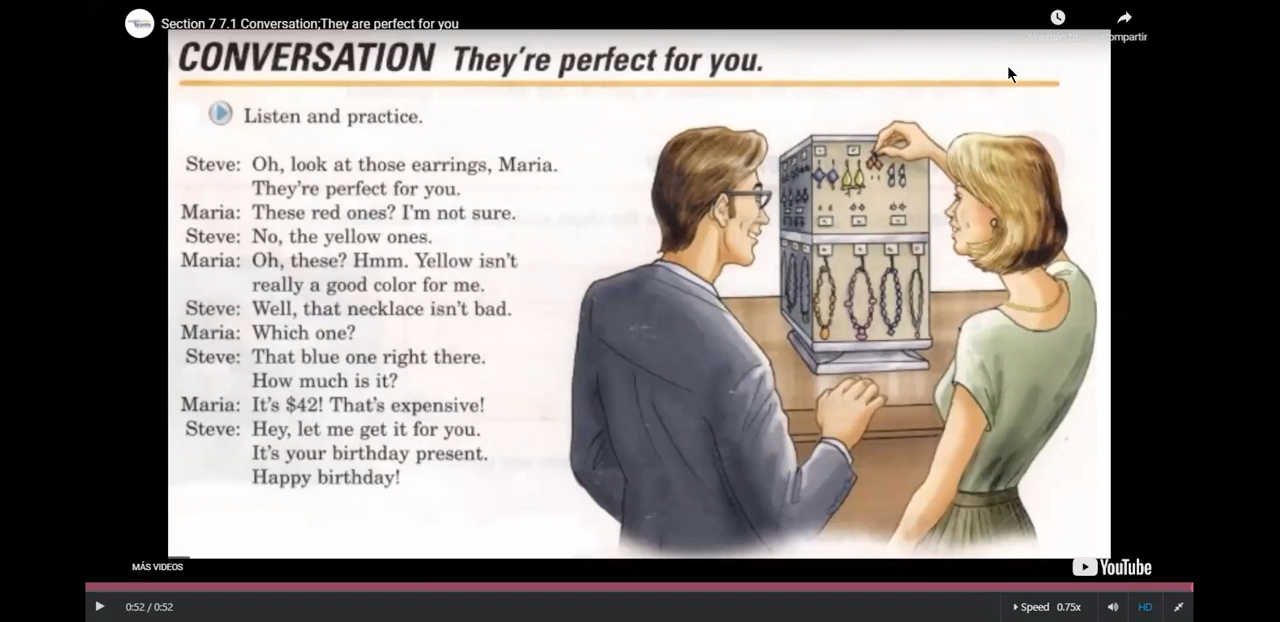 Section 7 7.1 Conversation;They are perfect for you
Compartir
CONVERSATION They're perfect for you.
Listen and practice.
Steve: Oh, look at those earrings, Maria.
They're perfect for you.
Maria: These red ones? I'm not sure.
Steve: No, the yellow ones.
Maria: Oh, these? Hmm. Yellow isn't
really a good color for me.
Steve: Well, that necklace isn't bad.
Maria: Which one?
Steve: That blue one right there.
How much is it?
Maria: It's $42! That's expensive!
Steve: Hey, let me get it for you.
It's your birthday present.
Happy birthday!
MÁS VIDEOS
YouTube
0:52 / 0:52
Speed 0.75x
HD